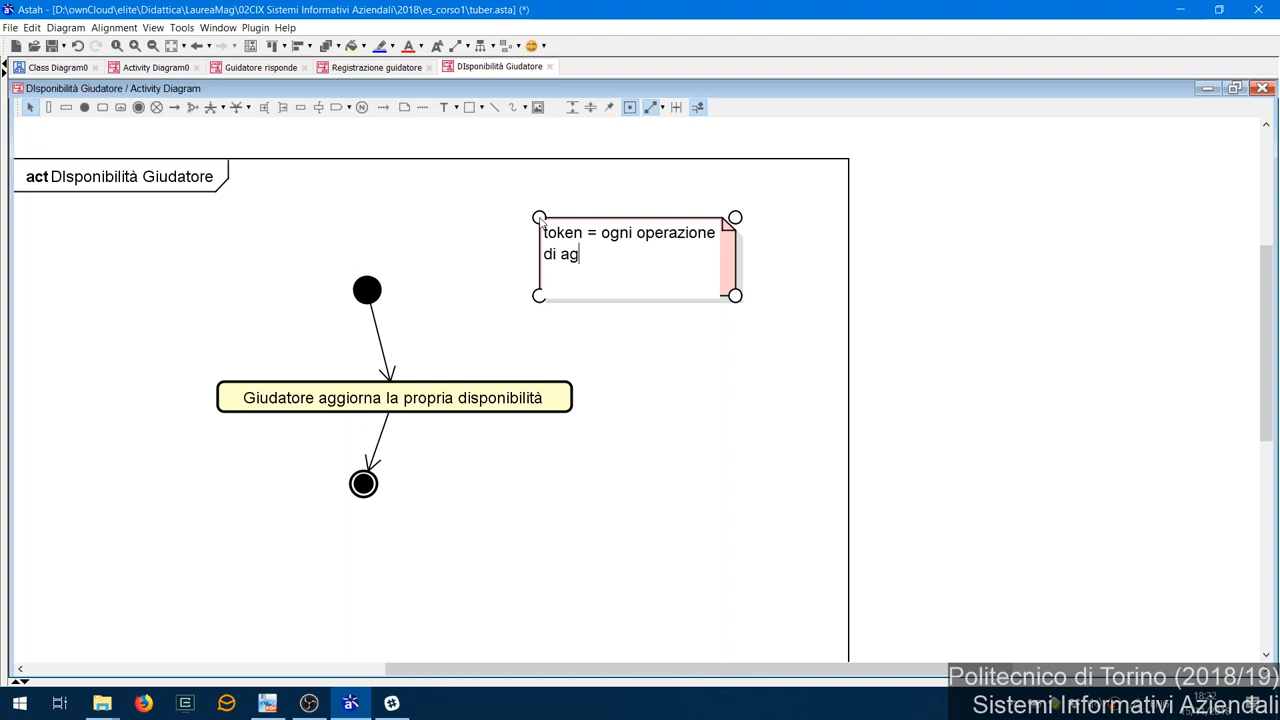 Astah - [D:\ownCloud\elite\Didattica\LaureaMag\02CIX Sistemi Informativi Aziendali\2018\es_corso1\tuber.asta] (*)
File Edit Diagram Alignment View Tools Window Plugin Help
Class Diagram0 Activity Diagram0 Guidatore risponde Registrazione guidatore DIsponibilità Giudatore
DIsponibilità Giudatore / Activity Diagram
act DIsponibilità Giudatore
token = ogni operazione
di ag
Giudatore aggiorna la propria disponibilità
Politecnico di Torino (2018/19)
18:22
Sistemi Informativi Aziendali